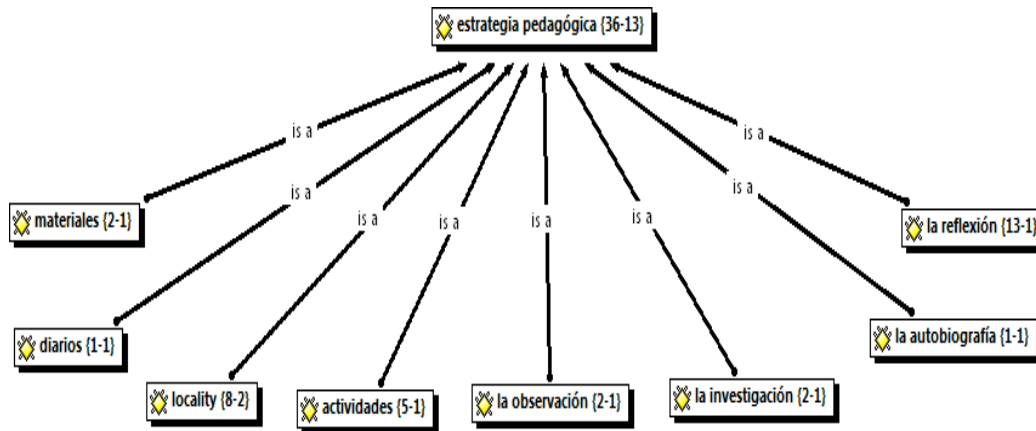 estrategia pedagógica {36-13}
is a
is a
is a
is a
is a
is a
is a
is a
materiales {2-1}
la reflexión {13-1}
diarios {1-1}
la autobiografía {1-1}
locality {8-2}
actividades {5-1}
la observación {2-1}
la investigación {2-1}